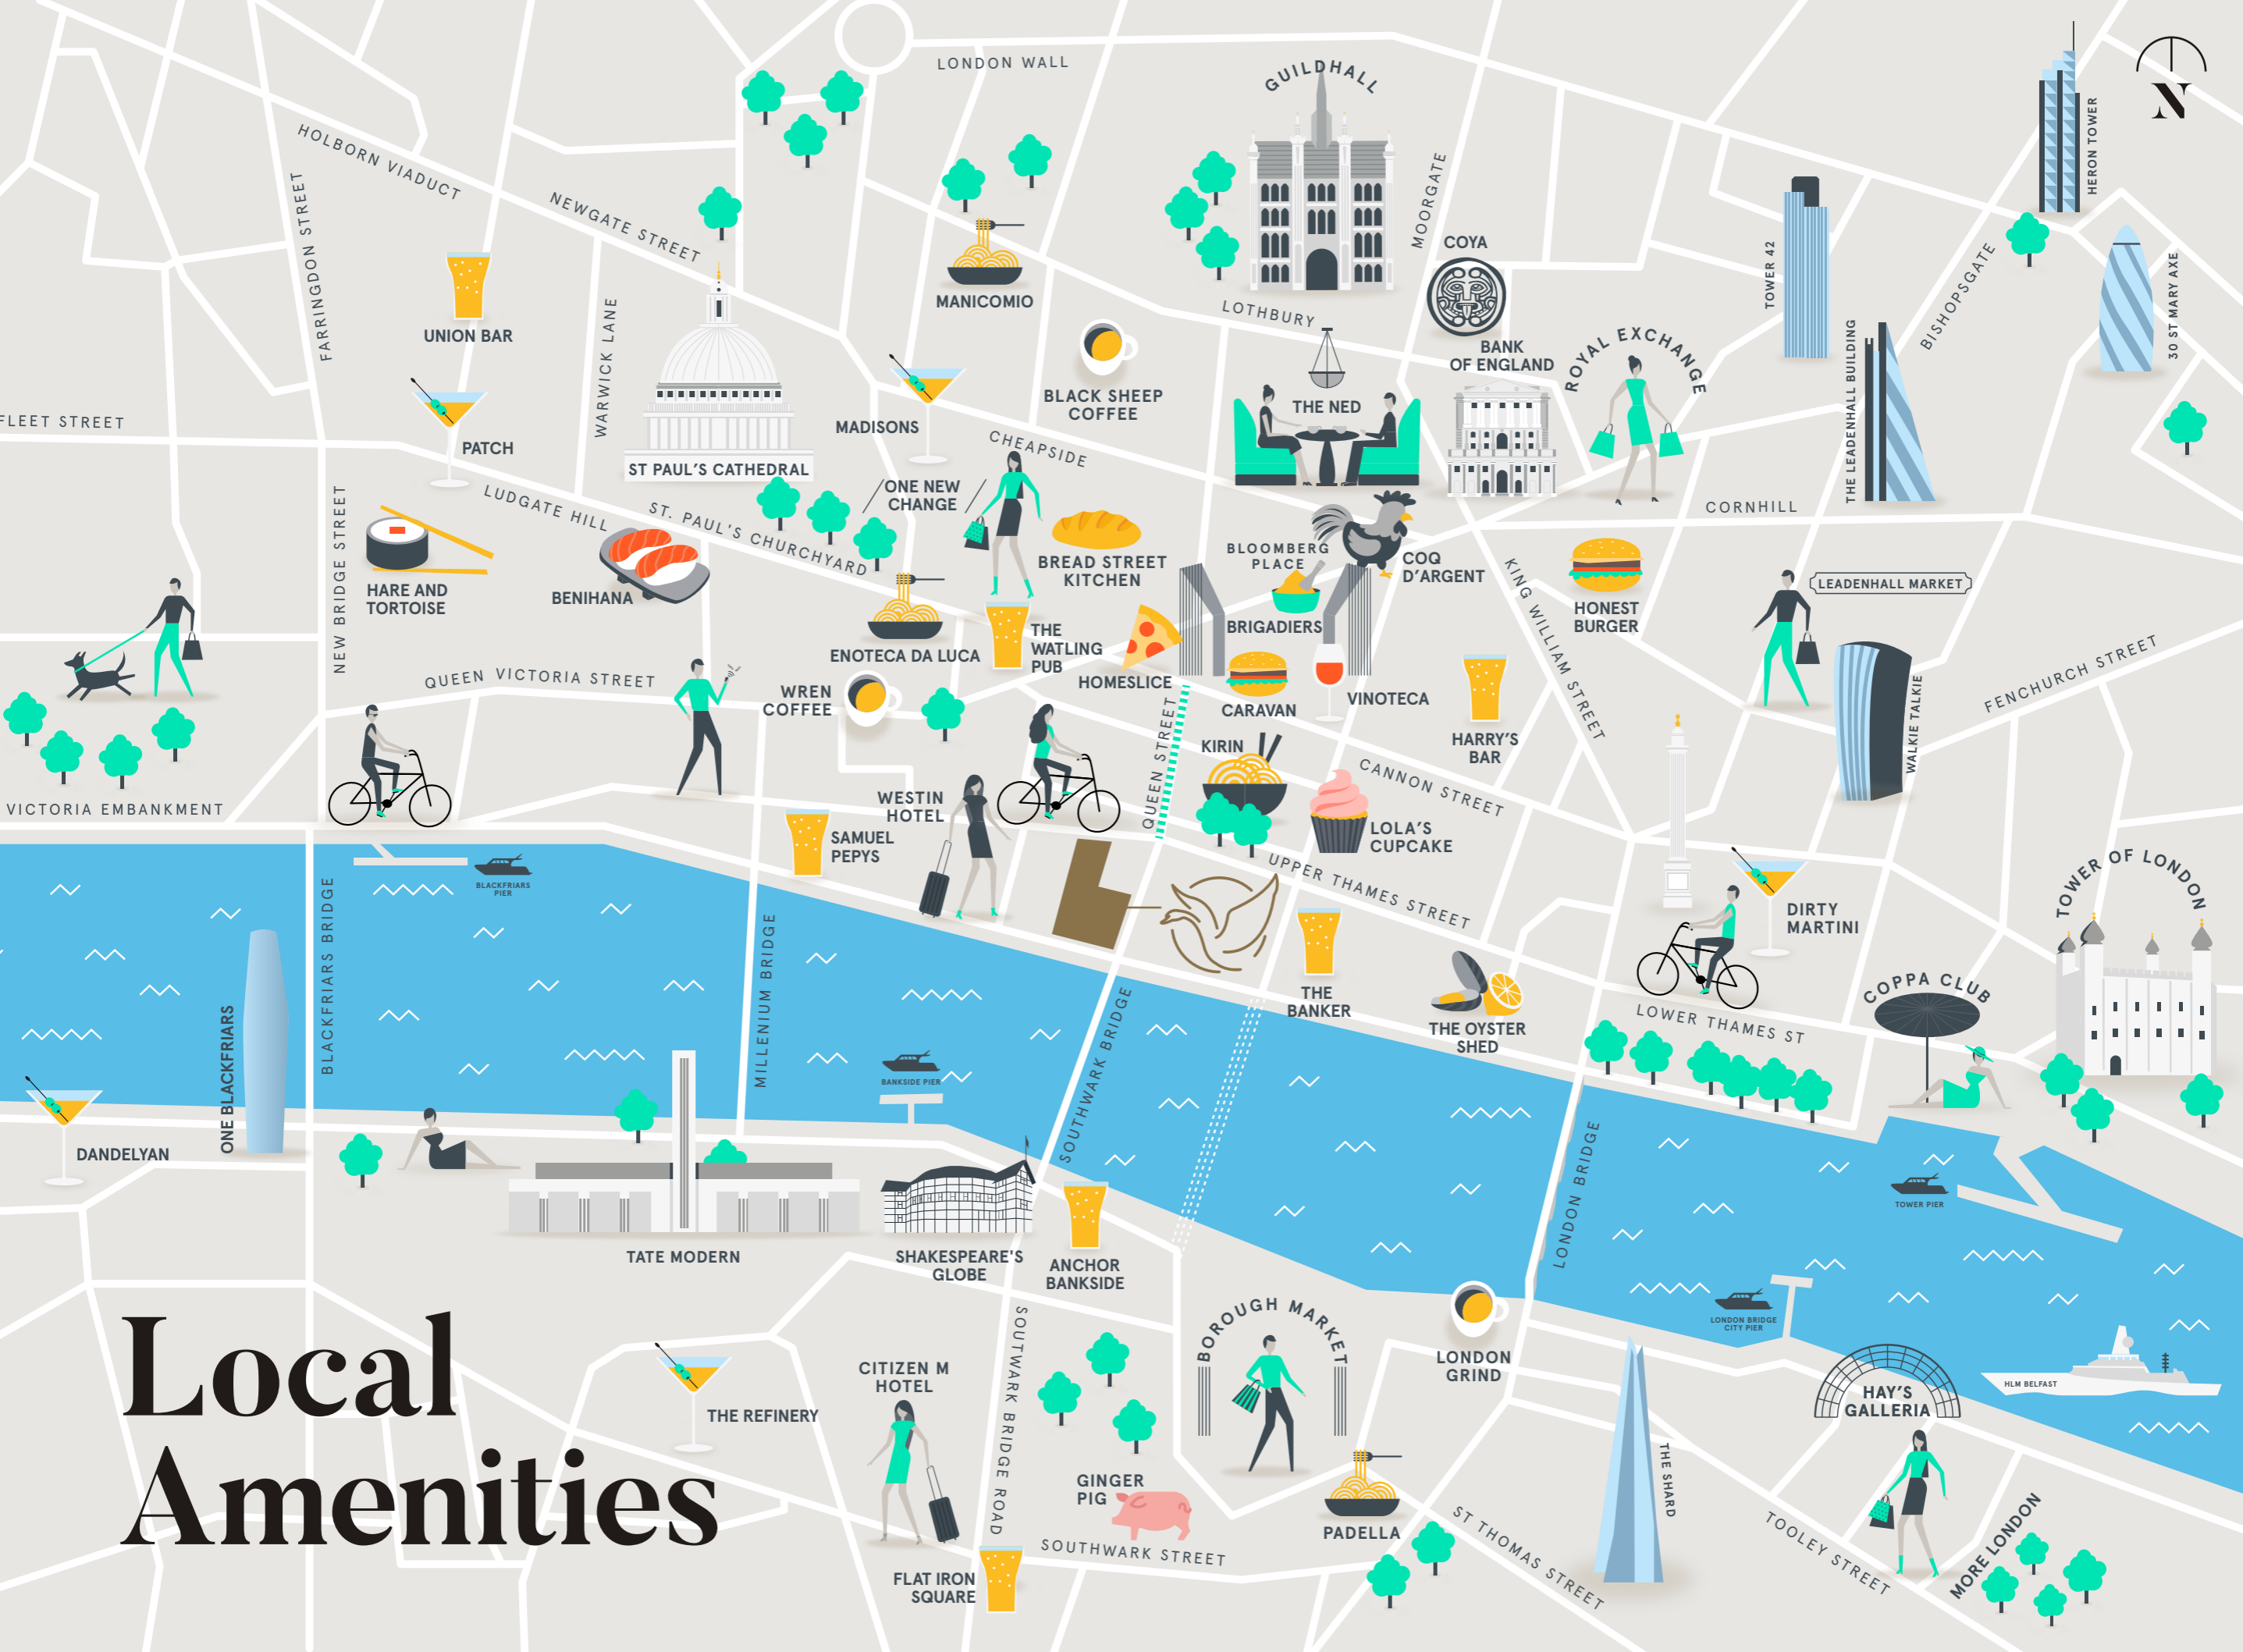 LONDON WALL
GUILDHALL
HERON TOWER
N
HOLBORN VIADUCT
NEWGATE STREET
FARRINGDON STREET
MOORGATE
COYA
TOWER 42
BISHOPSGATE
30 ST MARY AXE
UNION BAR
WARWICK LANE
MANICOMIO
LOTHBURY
BANK
OF ENGLAND
ROYAL EXCHANGE
THE LEADENHALL BUILDING
BLACK SHEEP
COFFEE
THE NED
FLEET STREET
PATCH
MADISONS
CHEAPSIDE
ST PAUL'S CATHEDRAL
ONE NEW
CHANGE
LUDGATE HILL
ST. PAUL'S CHURCHYARD
CORNHILL
NEW BRIDGE STREET
HARE AND
TORTOISE
BENIHANA
BREAD STREET
KITCHEN
BLOOMBERG
PLACE
COQ
D'ARGENT
KING WILLIAM STREET
HONEST
BURGER
LEADENHALL MARKET
BRIGADIERS
ENOTECA DA LUCA
THE
WATLING
PUB
HOMESLICE
QUEEN VICTORIA STREET
WREN
COFFEE
CARAVAN
VINOTECA
FENCHURCH STREET
WALKIE TALKIE
HARRY'S
BAR
KIRIN
QUEEN STREET
CANNON STREET
VICTORIA EMBANKMENT
WESTIN
HOTEL
SAMUEL
PEPYS
LOLA'S
CUPCAKE
UPPER THAMES STREET
BLACKFRIARS
PIER
DIRTY
MARTINI
TOWER OF LONDON
BLACKFRIARS BRIDGE
MILLENIUM BRIDGE
THE
BANKER
THE OYSTER
SHED
COPPA CLUB
LOWER THAMES ST
ONE BLACKFRIARS
SOUTHWARK BRIDGE
BANKSIDE PIER
DANDELYAN
LONDON BRIDGE
TOWER PIER
TATE MODERN
SHAKESPEARE'S
GLOBE
ANCHOR
BANKSIDE
LONDON BRIDGE
CITY PIER
BOROUGH MARKET
LONDON
GRIND
HLM BELFAST
HAY'S
GALLERIA
Local
Amenities
CITIZEN M
HOTEL
THE REFINERY
SOUTWARK BRIDGE ROAD
THE SHARD
GINGER
PIG
PADELLA
SOUTHWARK STREET
ST THOMAS STREET
TOOLEY STREET
MORE LONDON
FLAT IRON
SQUARE